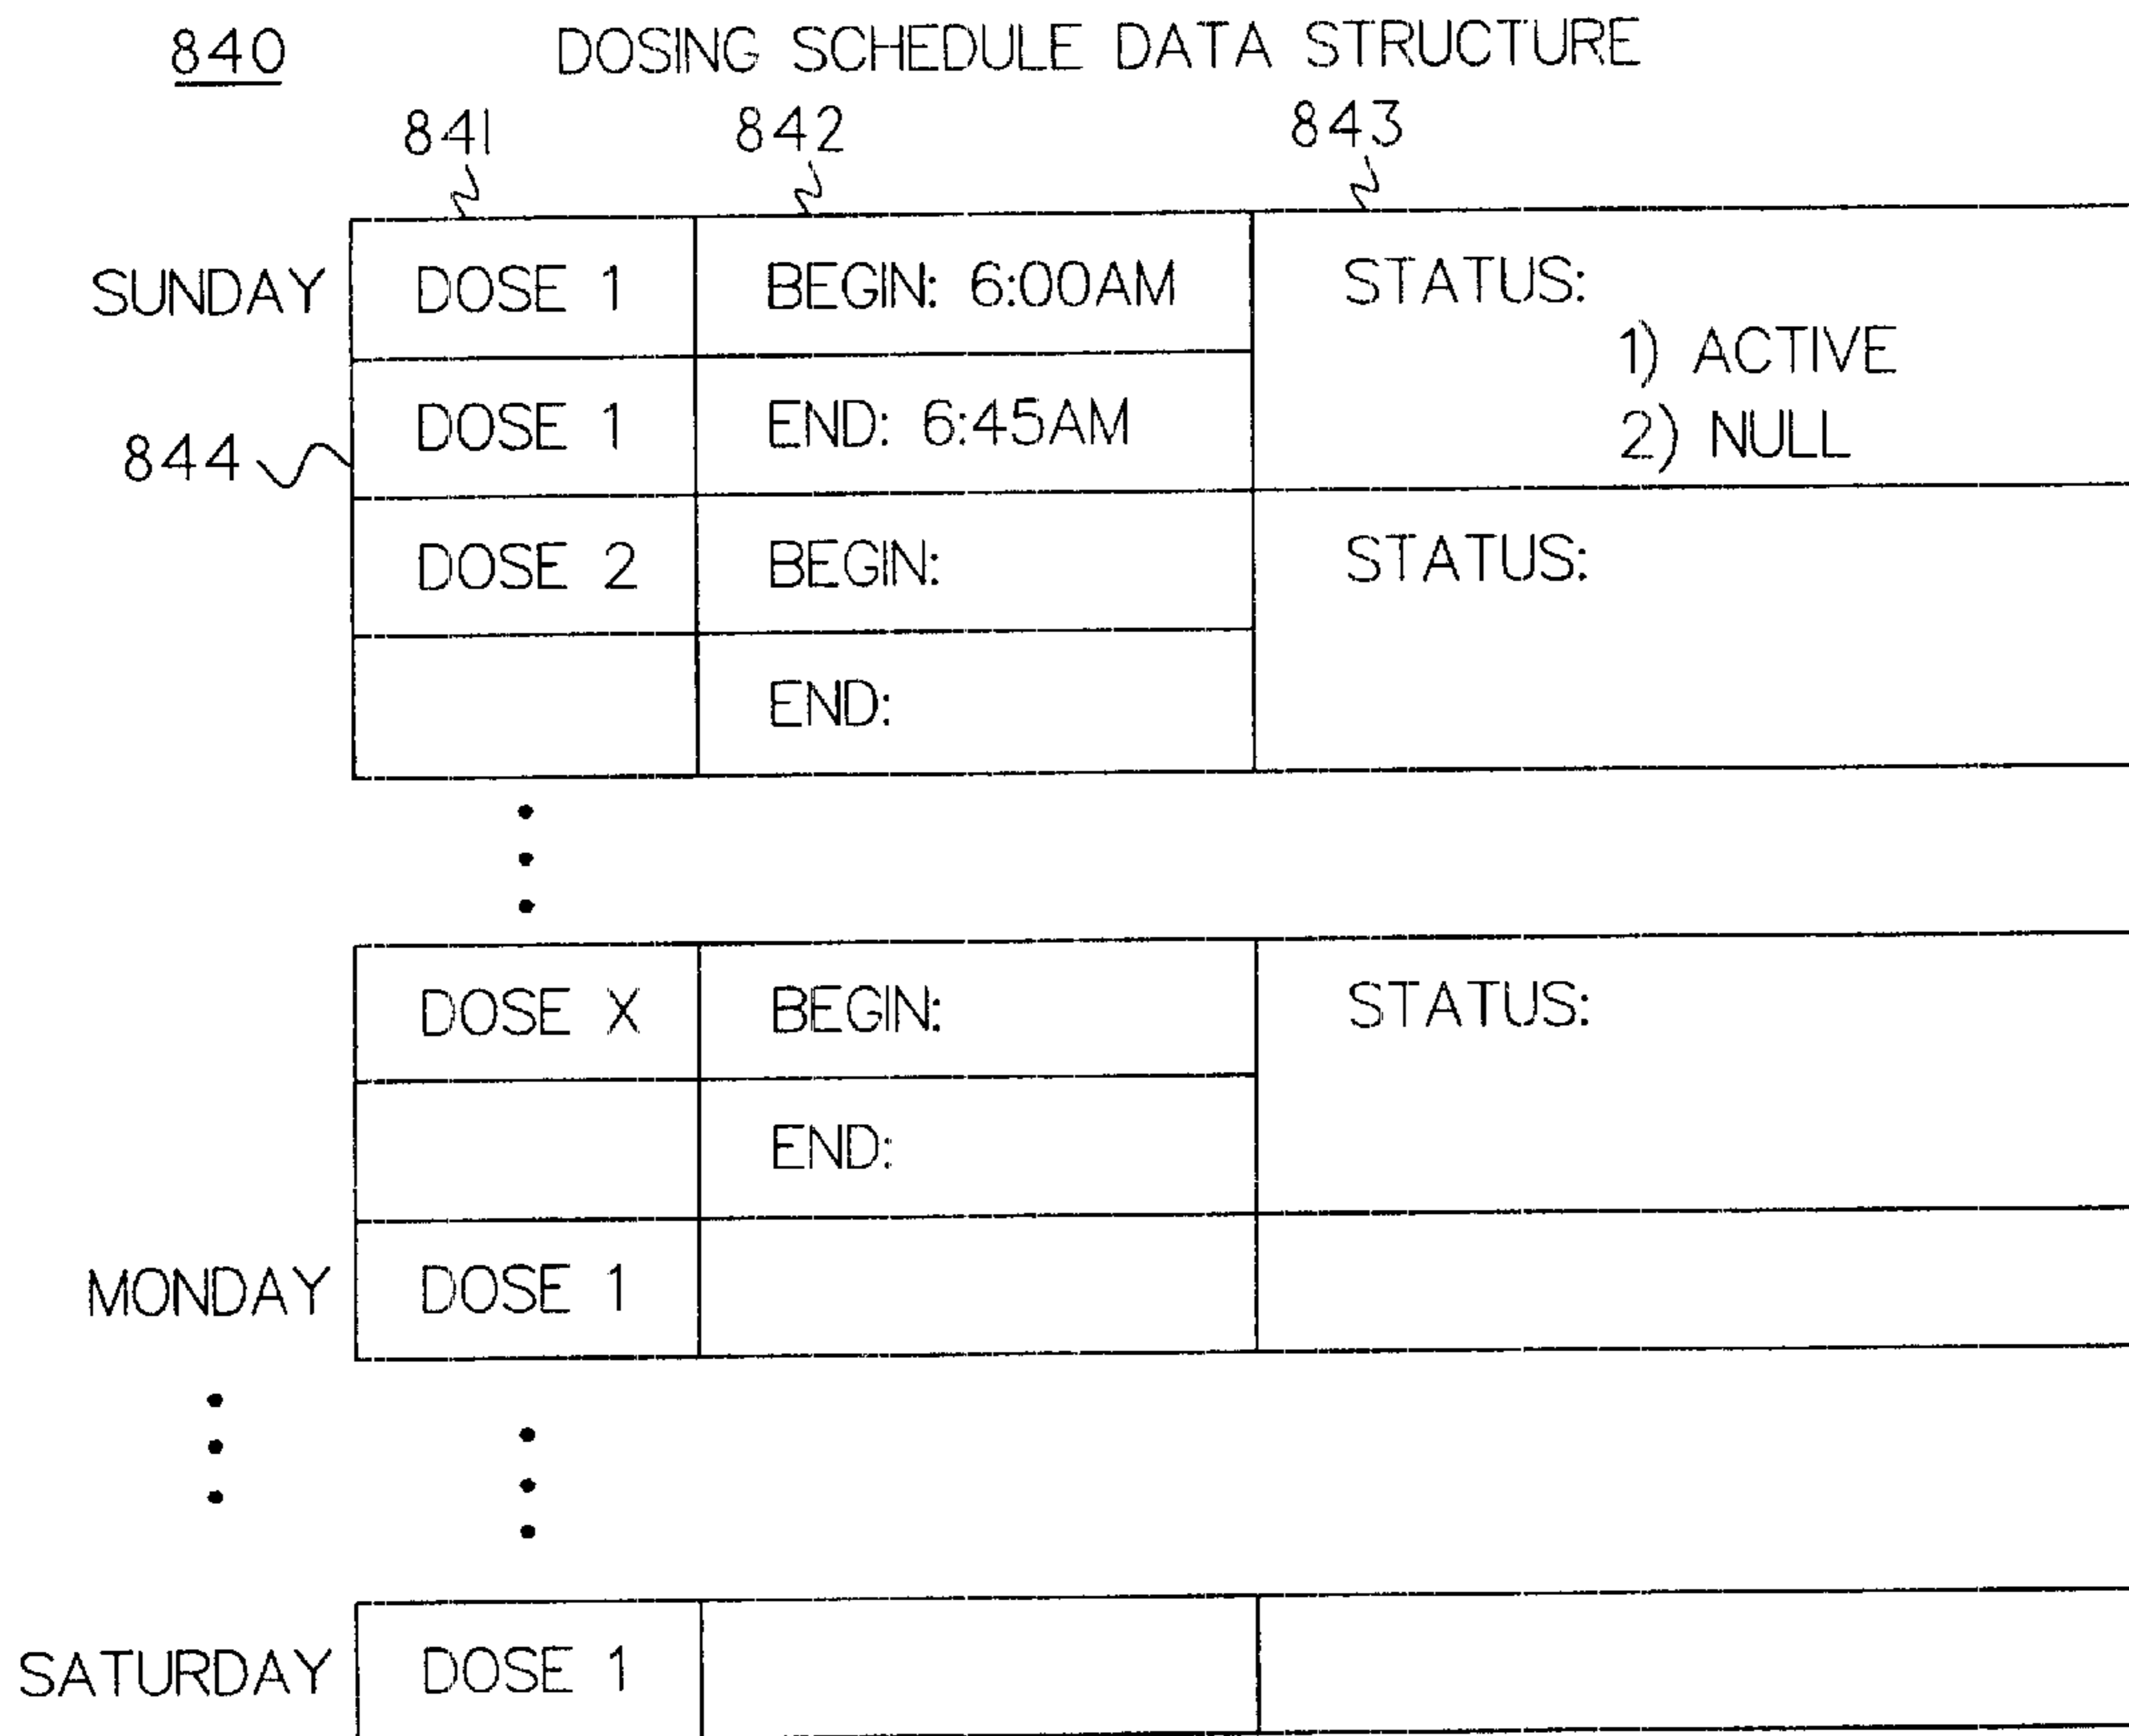 840 DOSING SCHEDULE DATA STRUCTURE
841 842 843
SUNDAY DOSE 1 BEGIN: 6:00AM STATUS:
1) ACTIVE
DOSE 1 END: 6:45AM
2) NULL
844
DOSE 2 BEGIN: STATUS:
END:
DOSE X BEGIN: STATUS:
END:
MONDAY DOSE 1
SATURDAY DOSE 1